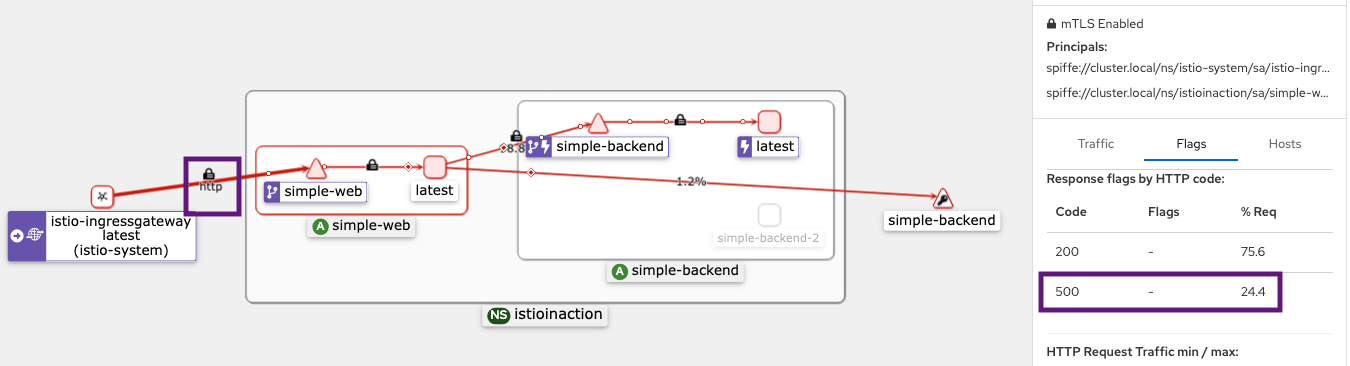 http
istio-ingressgateway
latest
(istio-system)
simple-web
latest
A simple-web
simple-backend
latest
1.2%
simple-backend-2
A simple-backend
simple-backend
NS istioinaction
mTLS Enabled
Principals:
spiffe://cluster.local/ns/istio-system/sa/istio-ingr...
spiffe://cluster.local/ns/istioinaction/sa/simple-w...
Traffic Flags Hosts
Response flags by HTTP code:
Code Flags % Req
200 - 75.6
500 - 24.4
HTTP Request Traffic min / max: